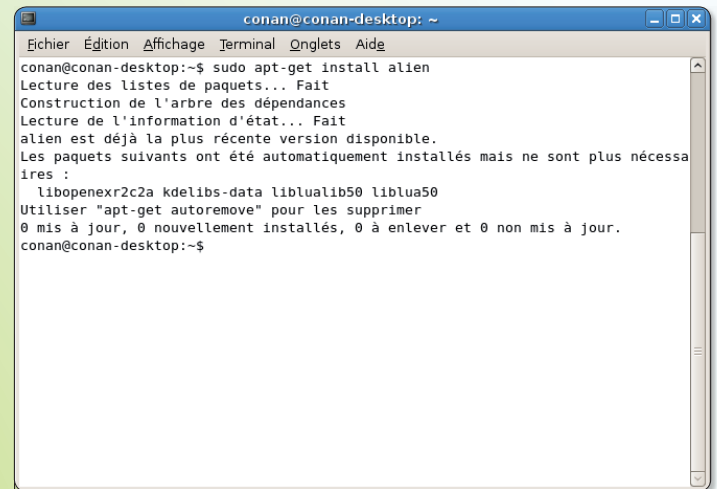 conan@conan-desktop: ~
Fichier Édition Affichage Terminal Onglets Aide
conan@conan-desktop:~$ sudo apt-get install alien
Lecture des listes de paquets... Fait
Construction de l'arbre des dépendances
Lecture de l'information d'état... Fait
alien est déjà la plus récente version disponible.
Les paquets suivants ont été automatiquement installés mais ne sont plus nécessa
ires :
  libopenexr2c2a kdelibs-data liblualib50 liblua50
Utiliser "apt-get autoremove" pour les supprimer
0 mis à jour, 0 nouvellement installés, 0 à enlever et 0 non mis à jour.
conan@conan-desktop:~$